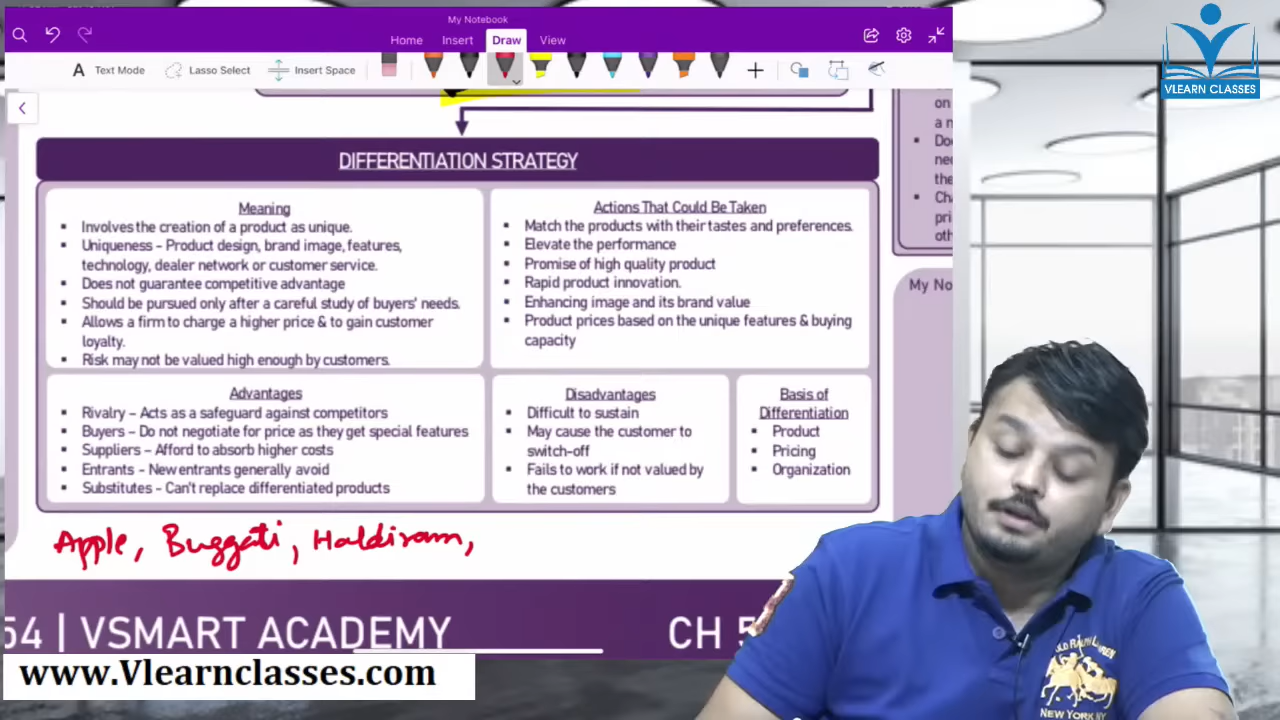 My Notebook
Home Insert Draw View
A Text Mode Lasso Select Insert Space
VLEARN CLASSES
DIFFERENTIATION STRATEGY
Meaning
▪ Involves the creation of a product as unique.
▪ Uniqueness – Product design, brand image, features,
technology, dealer network or customer service.
▪ Does not guarantee competitive advantage
▪ Should be pursued only after a careful study of buyers' needs.
▪ Allows a firm to charge a higher price & to gain customer
loyalty.
▪ Risk may not be valued high enough by customers.
Actions That Could Be Taken
▪ Match the products with their tastes and preferences.
▪ Elevate the performance
▪ Promise of high quality product
▪ Rapid product innovation.
▪ Enhancing image and its brand value
▪ Product prices based on the unique features & buying
capacity
Advantages
▪ Rivalry – Acts as a safeguard against competitors
▪ Buyers – Do not negotiate for price as they get special features
▪ Suppliers – Afford to absorb higher costs
▪ Entrants – New entrants generally avoid
▪ Substitutes – Can't replace differentiated products
Disadvantages
▪ Difficult to sustain
▪ May cause the customer to
switch-off
▪ Fails to work if not valued by
the customers
Basis of
Differentiation
▪ Product
▪ Pricing
▪ Organization
on
a n
▪ Doe
nee
the
▪ Cha
pri
oth
My No
Apple, Buggati, Haldiram,
54 | VSMART ACADEMY
CH 5
www.Vlearnclasses.com
NEW YORK NY